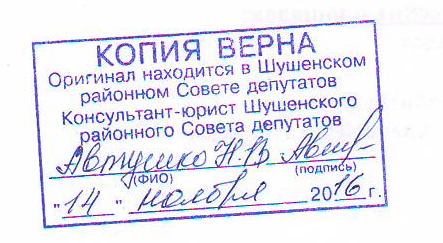 КОПИЯ ВЕРНА
Оригинал находится в Шушенском
районном Совете депутатов
Консультант-юрист Шушенского
районного Совета депутатов
Автушко Н.В.
(ФИО) (подпись)
"14" ноября 2016 г.